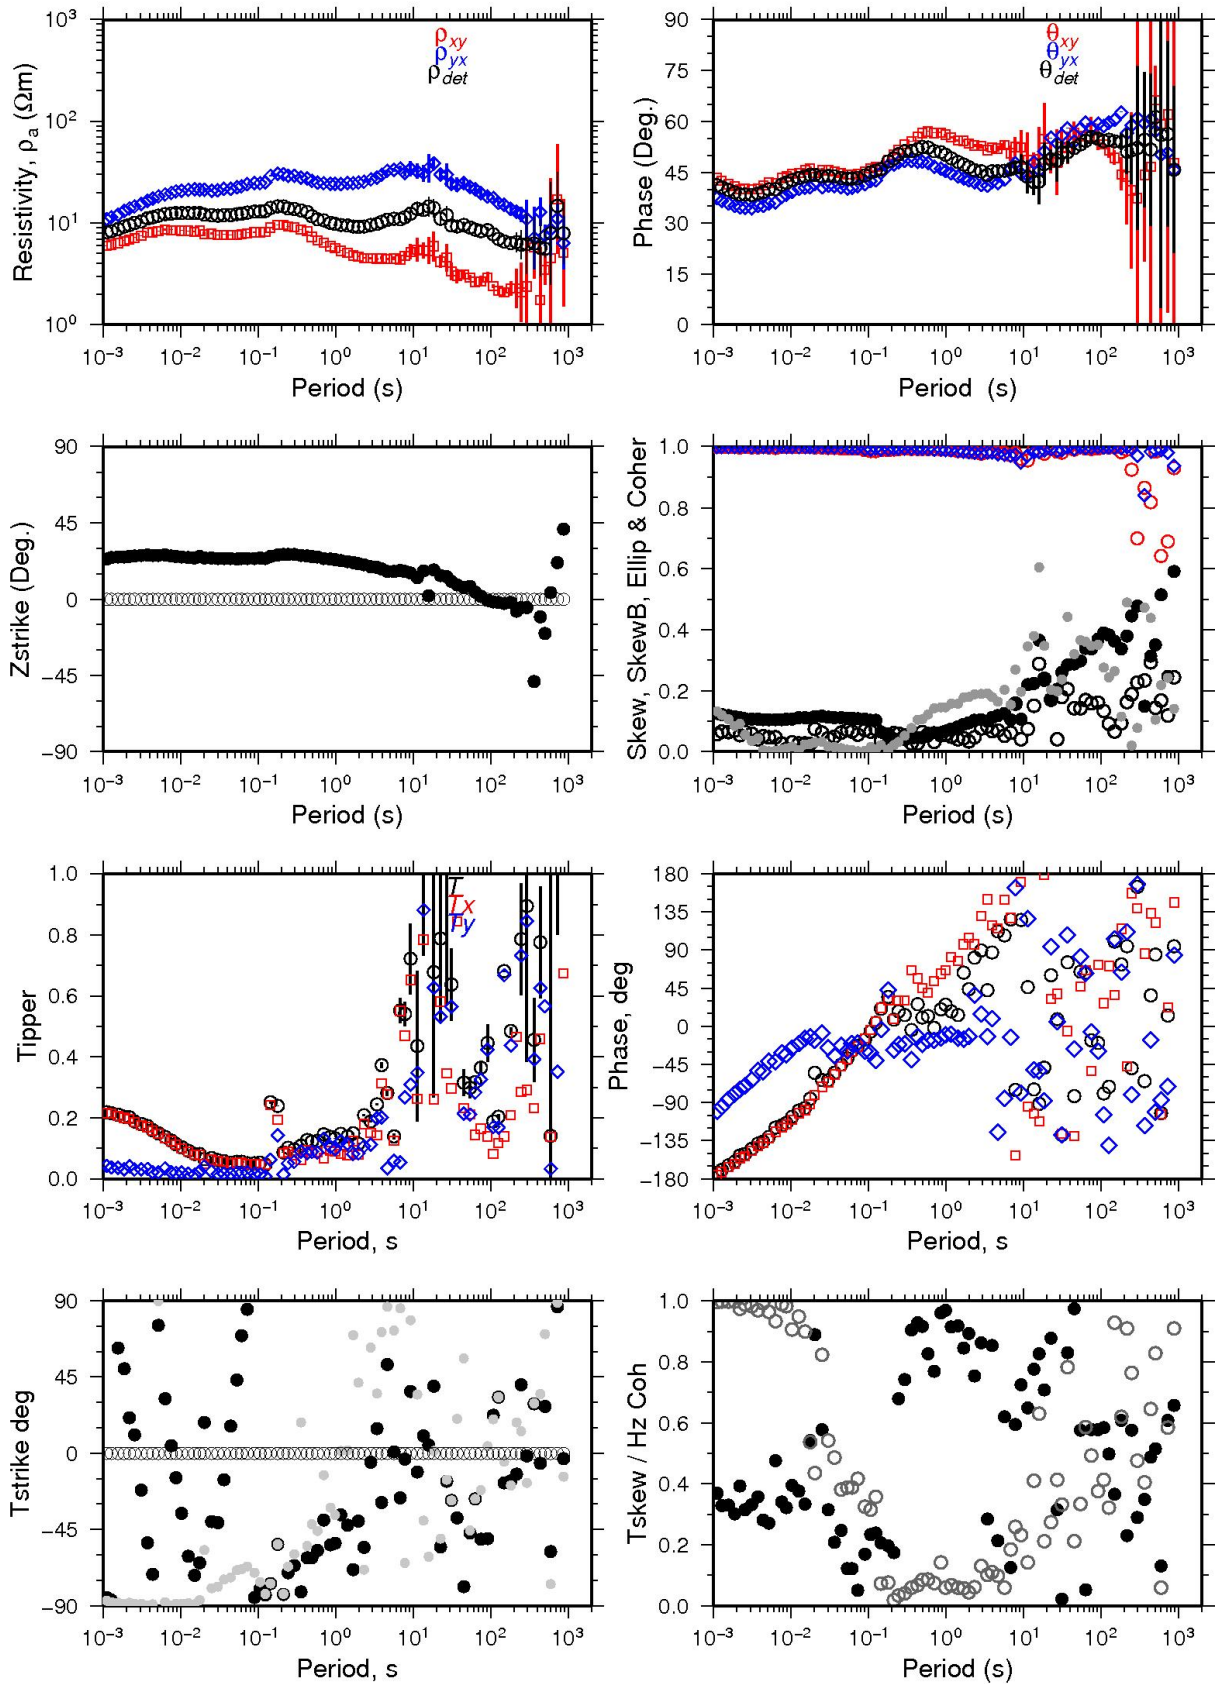 ρxy
ρyx
ρdet
Resistivity, ρa (Ωm)
10³
10²
10¹
10⁰
10⁻³ 10⁻² 10⁻¹ 10⁰ 10¹ 10² 10³
Period (s)
θxy
θyx
θdet
Phase (Deg.)
90
75
60
45
30
15
0
10⁻³ 10⁻² 10⁻¹ 10⁰ 10¹ 10² 10³
Period (s)
Zstrike (Deg.)
90
45
0
−45
−90
10⁻³ 10⁻² 10⁻¹ 10⁰ 10¹ 10² 10³
Period (s)
Skew, SkewB, Ellip & Coher
1.0
0.8
0.6
0.4
0.2
0.0
10⁻³ 10⁻² 10⁻¹ 10⁰ 10¹ 10² 10³
Period (s)
T
Tx
Ty
Tipper
1.0
0.8
0.6
0.4
0.2
0.0
10⁻³ 10⁻² 10⁻¹ 10⁰ 10¹ 10² 10³
Period, s
Phase, deg
180
135
90
45
0
−45
−90
−135
−180
10⁻³ 10⁻² 10⁻¹ 10⁰ 10¹ 10² 10³
Period, s
Tstrike deg
90
45
0
−45
−90
10⁻³ 10⁻² 10⁻¹ 10⁰ 10¹ 10² 10³
Period, s
Tskew / Hz Coh
1.0
0.8
0.6
0.4
0.2
0.0
10⁻³ 10⁻² 10⁻¹ 10⁰ 10¹ 10² 10³
Period (s)